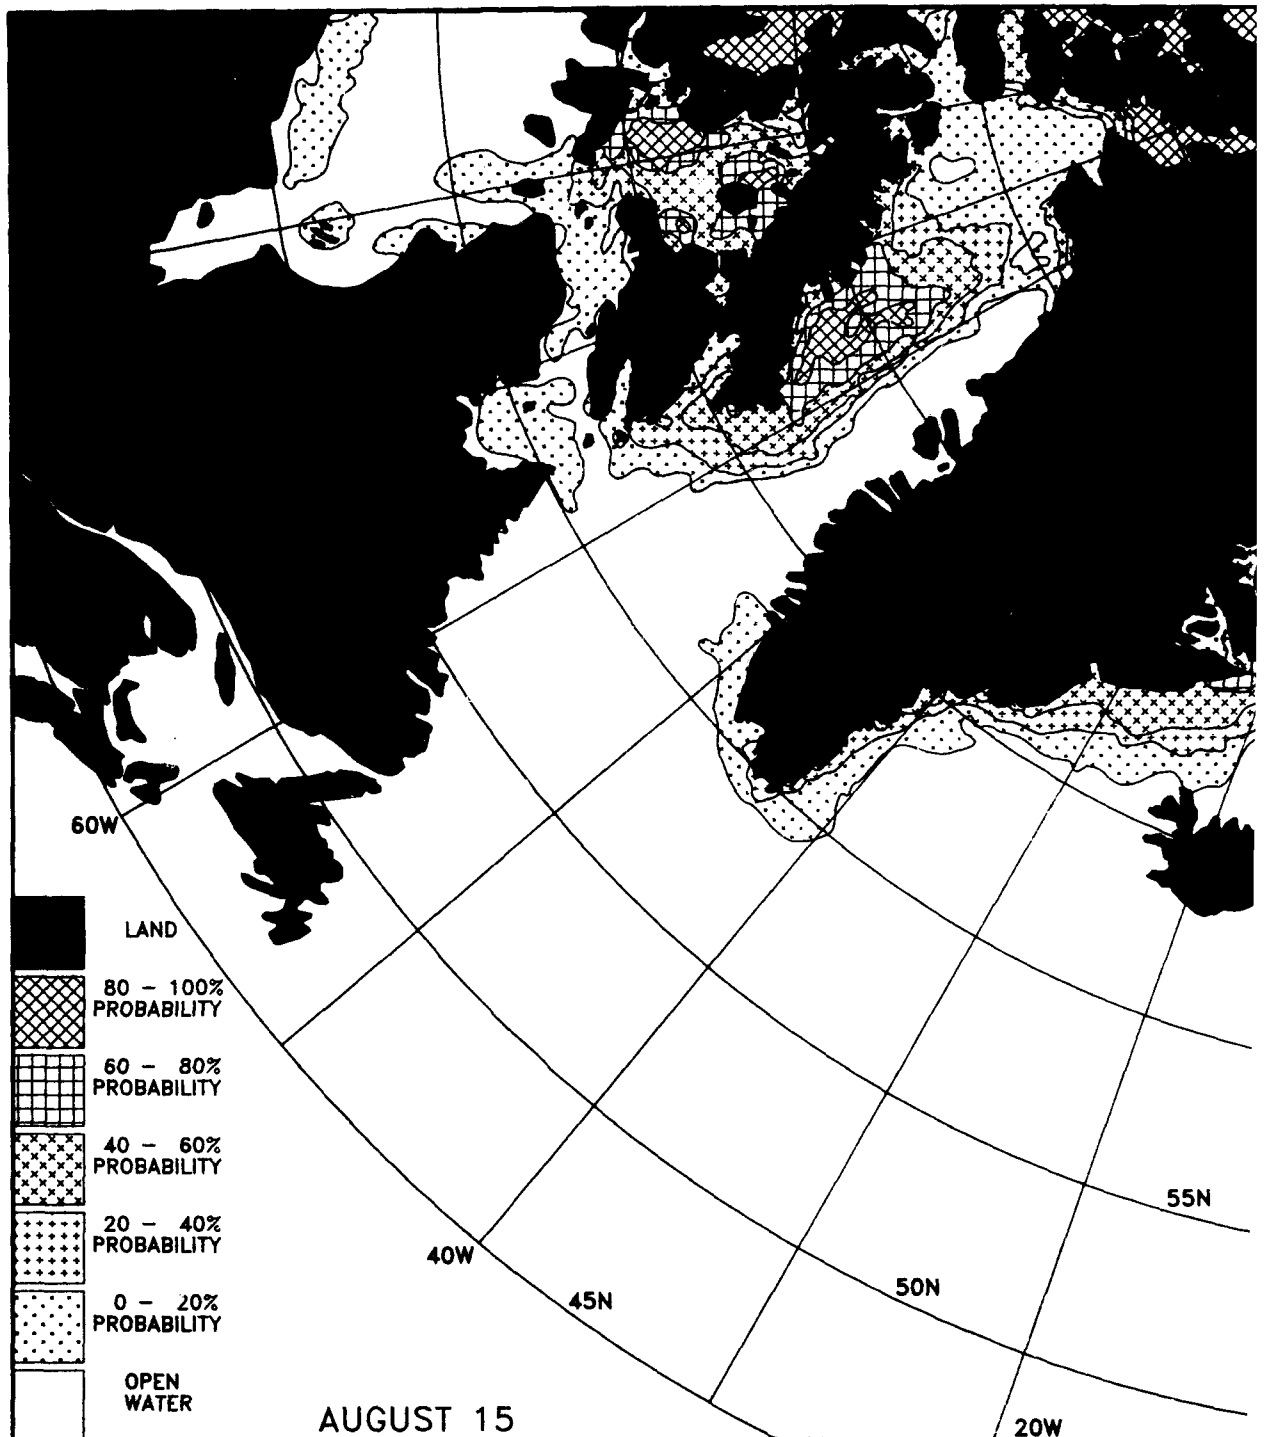 60W
LAND
80 - 100%
PROBABILITY
60 - 80%
PROBABILITY
40 - 60%
PROBABILITY
20 - 40%
PROBABILITY
0 - 20%
PROBABILITY
OPEN
WATER
55N
50N
40W
45N
AUGUST 15
20W